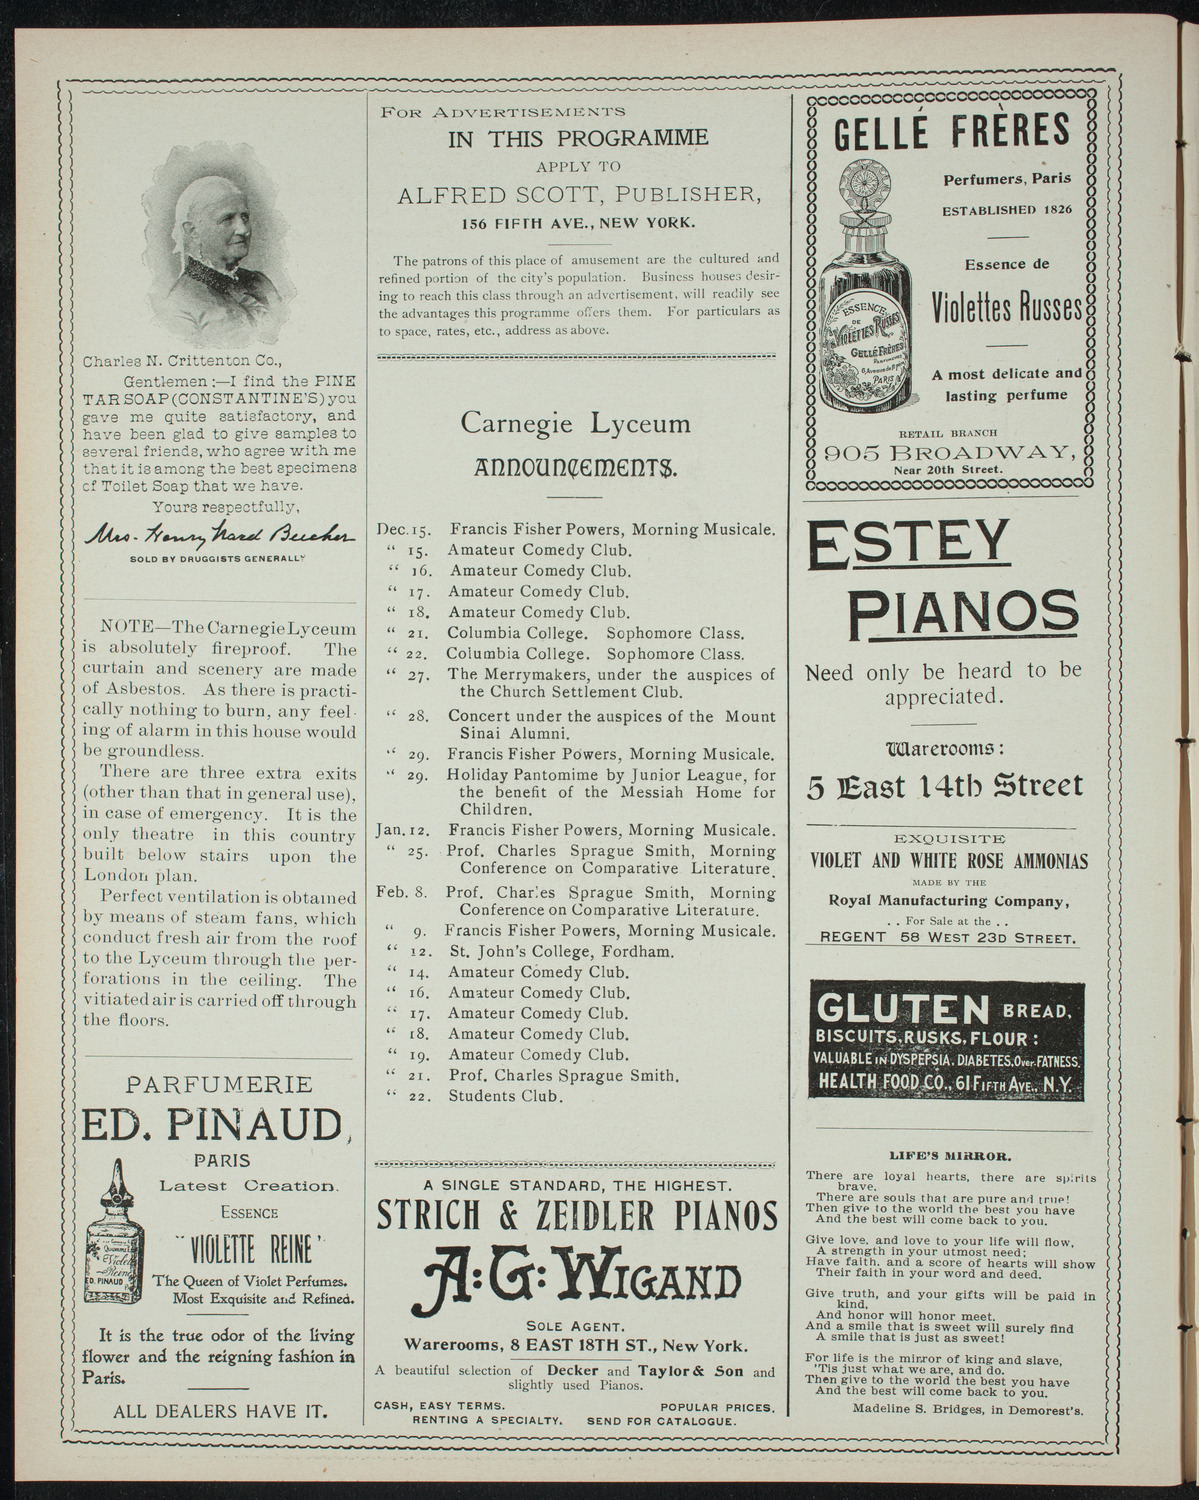 Charles N. Crittenton Co.,
Gentlemen :—I find the PINE
TAR SOAP (CONSTANTINE'S) you
gave me quite satisfactory, and
have been glad to give samples to
several friends, who agree with me
that it is among the best specimens
of Toilet Soap that we have.
Yours respectfully,
Mrs. Henry Ward Beecher
SOLD BY DRUGGISTS GENERALLY
NOTE—The Carnegie Lyceum
is absolutely fireproof. The
curtain and scenery are made
of Asbestos. As there is practi-
cally nothing to burn, any feel-
ing of alarm in this house would
be groundless.
There are three extra exits
(other than that in general use),
in case of emergency. It is the
only theatre in this country
built below stairs upon the
London plan.
Perfect ventilation is obtained
by means of steam fans, which
conduct fresh air from the roof
to the Lyceum through the per-
forations in the ceiling. The
vitiated air is carried off through
the floors.
PARFUMERIE
ED. PINAUD,
PARIS
Latest Creation.
ESSENCE
"VIOLETTE REINE"
The Queen of Violet Perfumes.
Most Exquisite and Refined.
Violette
Reine
ED. PINAUD
It is the true odor of the living
flower and the reigning fashion in
Paris.
ALL DEALERS HAVE IT.
FOR ADVERTISEMENTS
IN THIS PROGRAMME
APPLY TO
ALFRED SCOTT, PUBLISHER,
156 FIFTH AVE., NEW YORK.
The patrons of this place of amusement are the cultured and
refined portion of the city's population. Business houses desir-
ing to reach this class through an advertisement, will readily see
the advantages this programme offers them. For particulars as
to space, rates, etc., address as above.
Carnegie Lyceum
ANNOUNCEMENTS.
Dec. 15. Francis Fisher Powers, Morning Musicale.
" 15. Amateur Comedy Club.
" 16. Amateur Comedy Club.
" 17. Amateur Comedy Club.
" 18. Amateur Comedy Club.
" 21. Columbia College. Sophomore Class.
" 22. Columbia College. Sophomore Class.
" 27. The Merrymakers, under the auspices of
the Church Settlement Club.
" 28. Concert under the auspices of the Mount
Sinai Alumni.
" 29. Francis Fisher Powers, Morning Musicale.
" 29. Holiday Pantomime by Junior League, for
the benefit of the Messiah Home for
Children.
Jan. 12. Francis Fisher Powers, Morning Musicale.
" 25. Prof. Charles Sprague Smith, Morning
Conference on Comparative Literature.
Feb. 8. Prof. Charles Sprague Smith, Morning
Conference on Comparative Literature.
" 9. Francis Fisher Powers, Morning Musicale.
" 12. St. John's College, Fordham.
" 14. Amateur Comedy Club.
" 16. Amateur Comedy Club.
" 17. Amateur Comedy Club.
" 18. Amateur Comedy Club.
" 19. Amateur Comedy Club.
" 21. Prof. Charles Sprague Smith.
" 22. Students Club.
A SINGLE STANDARD, THE HIGHEST.
STRICH & ZEIDLER PIANOS
A:G:WIGAND
SOLE AGENT.
Warerooms, 8 EAST 18TH ST., New York.
A beautiful selection of Decker and Taylor & Son and
slightly used Pianos.
CASH, EASY TERMS. POPULAR PRICES.
RENTING A SPECIALTY. SEND FOR CATALOGUE.
GELLÉ FRÈRES
Perfumers, Paris
ESTABLISHED 1826
Essence de
Violettes Russes
A most delicate and
lasting perfume
ESSENCE
DE
VIOLETTES RUSSES
GELLÉ FRÈRES
PARIS
RETAIL BRANCH
905 BROADWAY,
Near 20th Street.
ESTEY
PIANOS
Need only be heard to be
appreciated.
Warerooms :
5 East 14th Street
EXQUISITE
VIOLET AND WHITE ROSE AMMONIAS
MADE BY THE
Royal Manufacturing Company,
. . For Sale at the . .
REGENT 58 WEST 23D STREET.
GLUTEN BREAD,
BISCUITS, RUSKS, FLOUR :
VALUABLE IN DYSPEPSIA, DIABETES, Over-FATNESS.
HEALTH FOOD CO., 61 FIFTH AVE., N.Y.
LIFE'S MIRROR.
There are loyal hearts, there are spirits
brave,
There are souls that are pure and true!
Then give to the world the best you have
And the best will come back to you.
Give love, and love to your life will flow,
A strength in your utmost need;
Have faith, and a score of hearts will show
Their faith in your word and deed.
Give truth, and your gifts will be paid in
kind,
And honor will honor meet.
And a smile that is sweet will surely find
A smile that is just as sweet!
For life is the mirror of king and slave,
'Tis just what we are, and do.
Then give to the world the best you have
And the best will come back to you.
Madeline S. Bridges, in Demorest's.